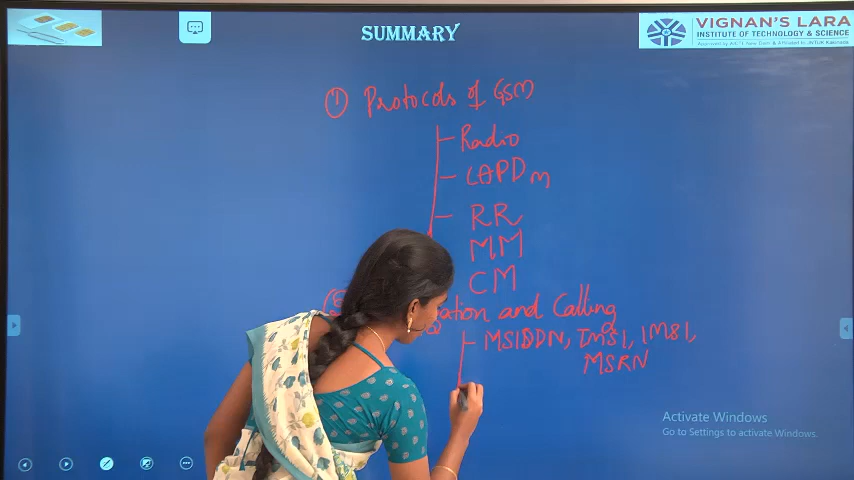 SUMMARY
VIGNAN'S LARA
INSTITUTE OF TECHNOLOGY & SCIENCE
① Protocols of GSM
Radio
LAPDm
RR
MM
CM
and Calling
MSISDN, TMSI, IMSI,
MSRN
Activate Windows
Go to Settings to activate Windows.